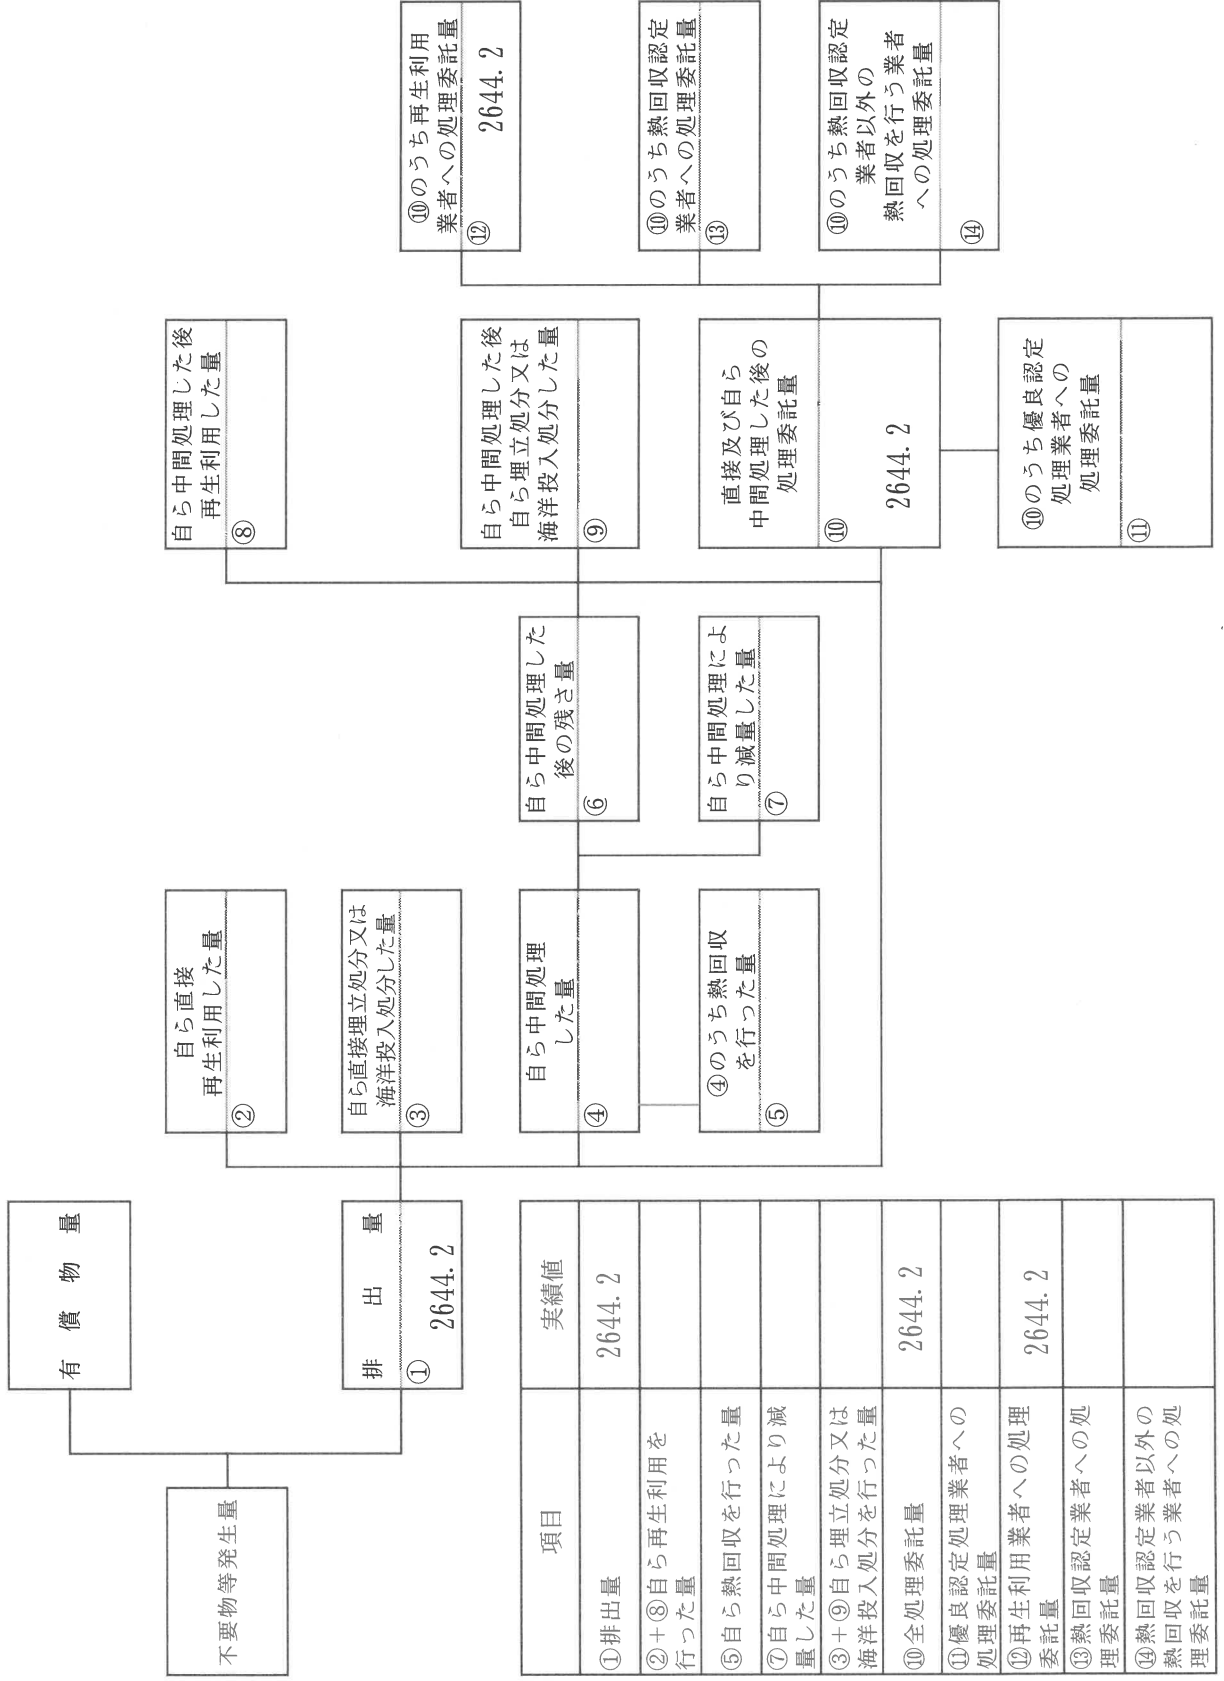 不要物等発生量
有償物量
排出量
①
2644.2
自ら直接
再生利用した量
②
自ら直接埋立処分又は
海洋投入処分した量
③
自ら中間処理
した量
④
④のうち熱回収
を行った量
⑤
自ら中間処理した
後の残さ量
⑥
自ら中間処理によ
り減量した量
⑦
自ら中間処理した後
再生利用した量
⑧
自ら中間処理した後
自ら埋立処分又は
海洋投入処分した量
⑨
直接及び自ら
中間処理した後の
処理委託量
⑩
2644.2
⑩のうち優良認定
処理業者への
処理委託量
⑪
⑩のうち再生利用
業者への処理委託量
⑫
2644.2
⑩のうち熱回収認定
業者への処理委託量
⑬
⑩のうち熱回収認定
業者以外の
熱回収を行う業者
への処理委託量
⑭
項目
実績値
①排出量
2644.2
②+⑧自ら再生利用を
行った量
⑤自ら熱回収を行った量
⑦自ら中間処理により減
量した量
③+⑨自ら埋立処分又は
海洋投入処分を行った量
⑩全処理委託量
2644.2
⑪優良認定処理業者への
処理委託量
⑫再生利用業者への処理
委託量
2644.2
⑬熱回収認定業者への処
理委託量
⑭熱回収認定業者以外の
熱回収を行う業者への処
理委託量